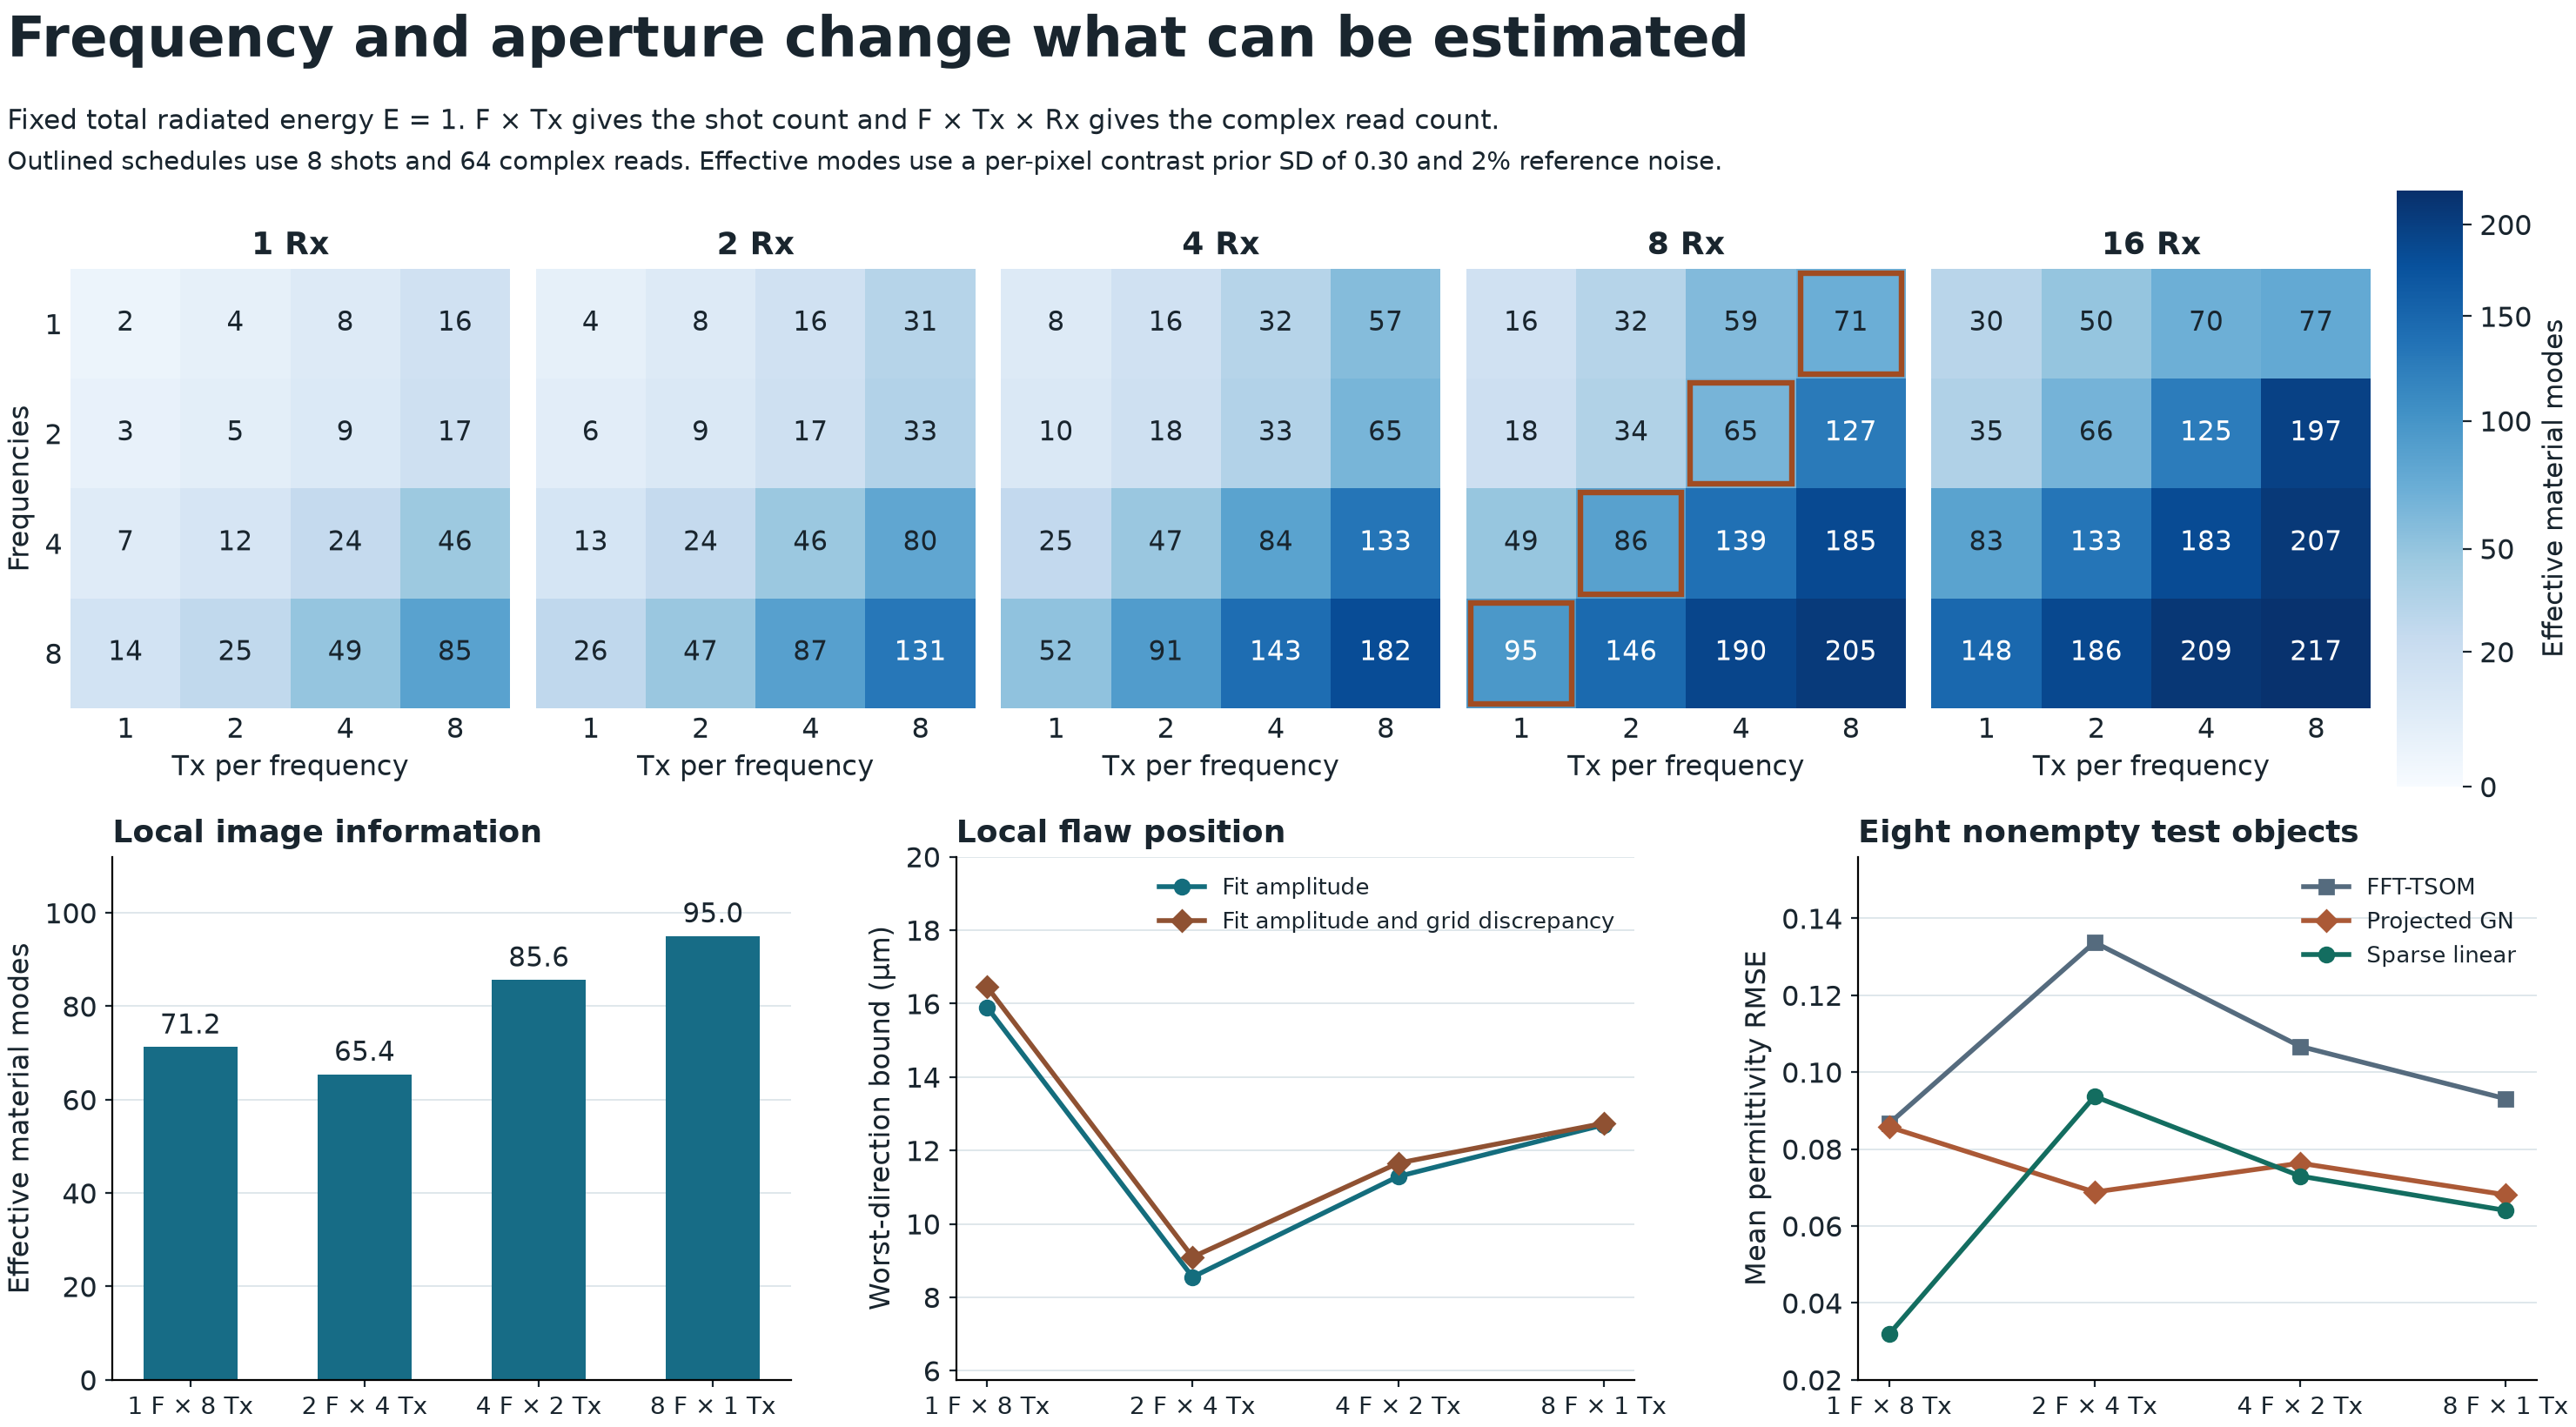 Frequency and aperture change what can be estimated
Fixed total radiated energy E = 1. F × Tx gives the shot count and F × Tx × Rx gives the complex read count.
Outlined schedules use 8 shots and 64 complex reads. Effective modes use a per-pixel contrast prior SD of 0.30 and 2% reference noise.
1 Rx
2 Rx
4 Rx
8 Rx
16 Rx
Frequencies
1
2
4
8
2 4 8 16
3 5 9 17
7 12 24 46
14 25 49 85
1 2 4 8
Tx per frequency
4 8 16 31
6 9 17 33
13 24 46 80
26 47 87 131
1 2 4 8
Tx per frequency
8 16 32 57
10 18 33 65
25 47 84 133
52 91 143 182
1 2 4 8
Tx per frequency
16 32 59 71
18 34 65 127
49 86 139 185
95 146 190 205
1 2 4 8
Tx per frequency
30 50 70 77
35 66 125 197
83 133 183 207
148 186 209 217
1 2 4 8
Tx per frequency
200
150
100
50
20
0
Effective material modes
Local image information
Effective material modes
100
80
60
40
20
0
71.2
65.4
85.6
95.0
1 F × 8 Tx
2 F × 4 Tx
4 F × 2 Tx
8 F × 1 Tx
Local flaw position
Worst-direction bound (µm)
20
18
16
14
12
10
8
6
Fit amplitude
Fit amplitude and grid discrepancy
1 F × 8 Tx
2 F × 4 Tx
4 F × 2 Tx
8 F × 1 Tx
Eight nonempty test objects
Mean permittivity RMSE
0.14
0.12
0.10
0.08
0.06
0.04
0.02
FFT-TSOM
Projected GN
Sparse linear
1 F × 8 Tx
2 F × 4 Tx
4 F × 2 Tx
8 F × 1 Tx